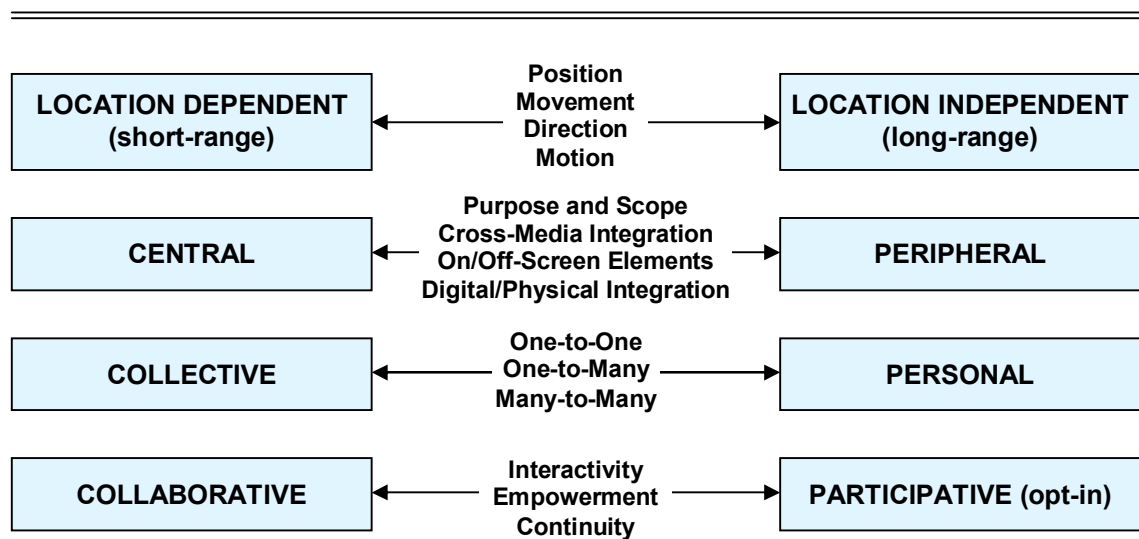 LOCATION DEPENDENT
(short-range)
Position
Movement
Direction
Motion
LOCATION INDEPENDENT
(long-range)
CENTRAL
Purpose and Scope
Cross-Media Integration
On/Off-Screen Elements
Digital/Physical Integration
PERIPHERAL
COLLECTIVE
One-to-One
One-to-Many
Many-to-Many
PERSONAL
COLLABORATIVE
Interactivity
Empowerment
Continuity
PARTICIPATIVE (opt-in)